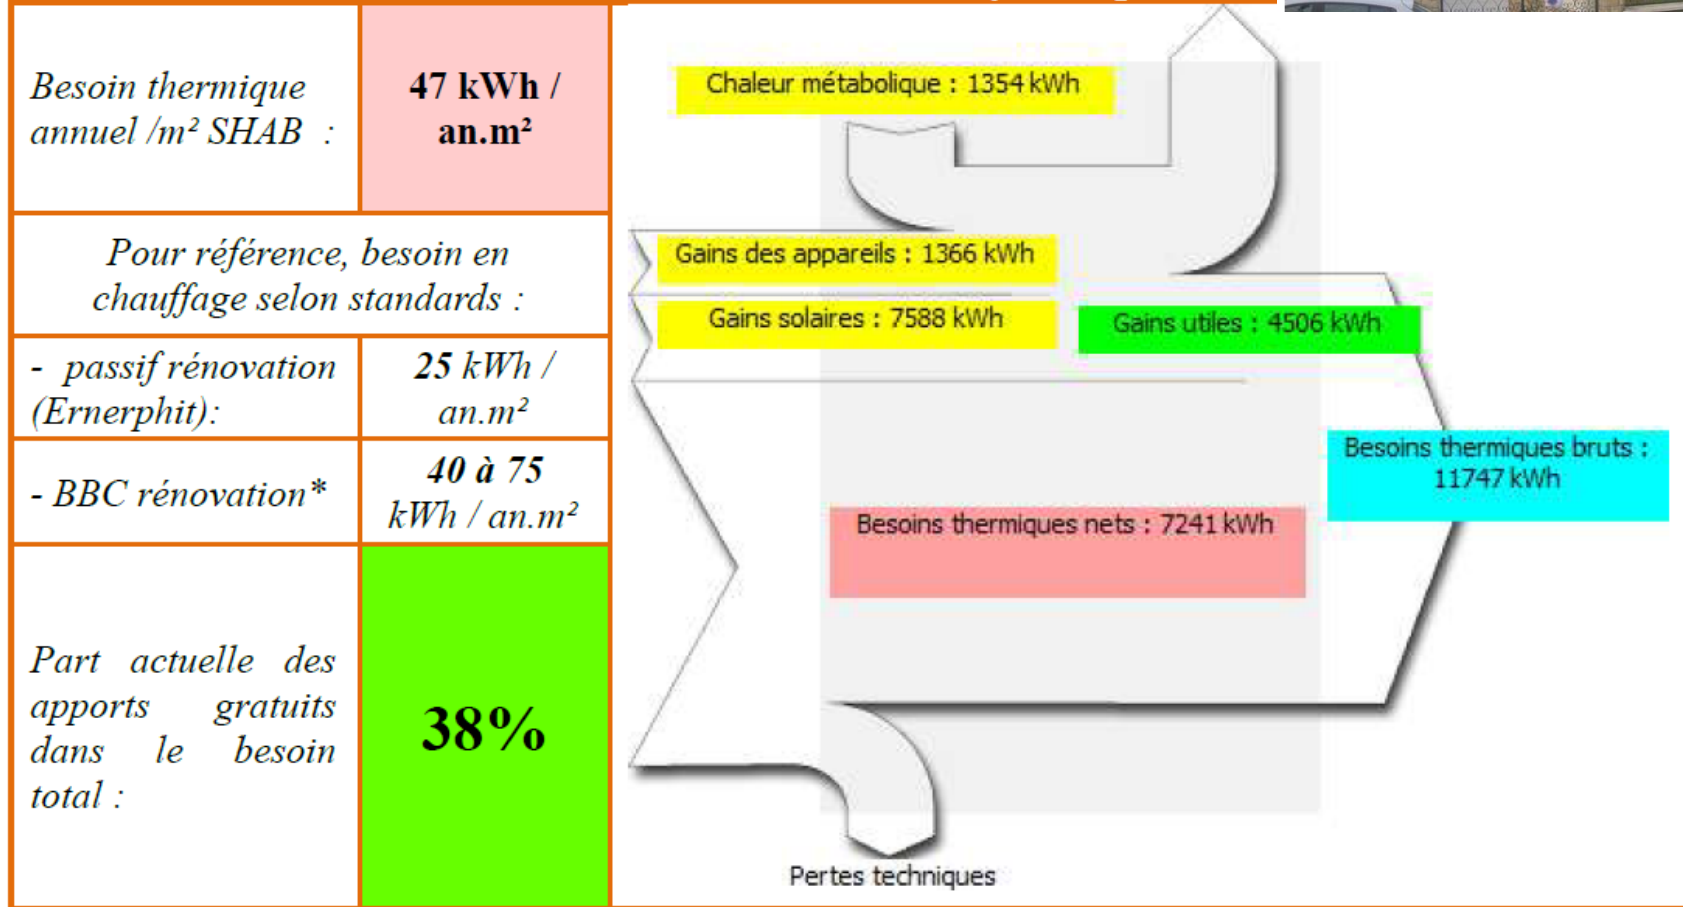 Besoin thermique
annuel /m² SHAB :
47 kWh /
an.m²
Pour référence, besoin en
chauffage selon standards :
- passif rénovation
(Ernerphit):
25 kWh /
an.m²
- BBC rénovation*
40 à 75
kWh / an.m²
Part actuelle des
apports gratuits
dans le besoin
total :
38%
Chaleur métabolique : 1354 kWh
Gains des appareils : 1366 kWh
Gains solaires : 7588 kWh
Gains utiles : 4506 kWh
Besoins thermiques bruts :
11747 kWh
Besoins thermiques nets : 7241 kWh
Pertes techniques